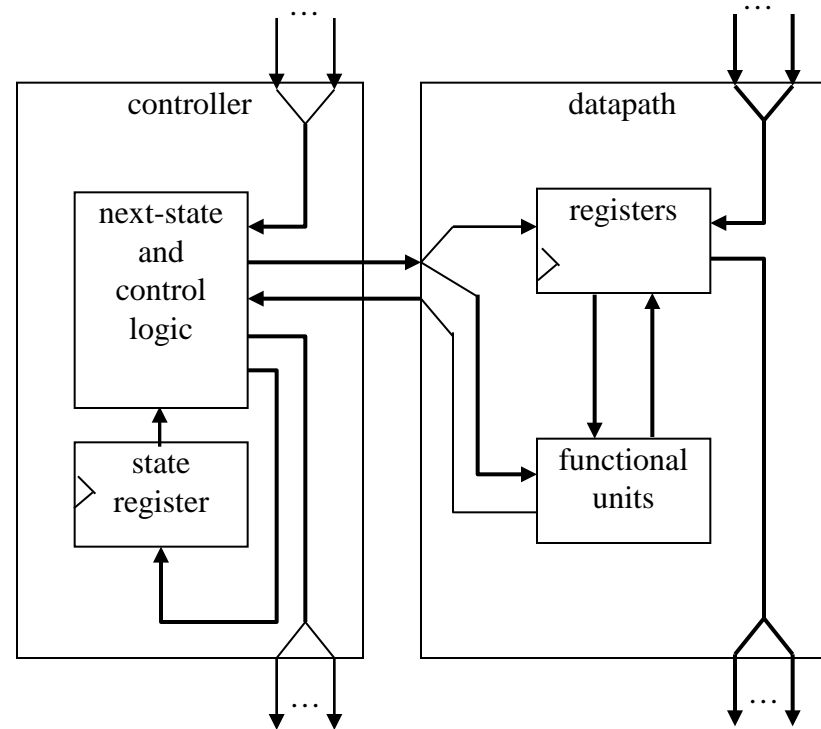 …
…
controller
datapath
next-state
and
control
logic
registers
state
register
functional
units
…
…